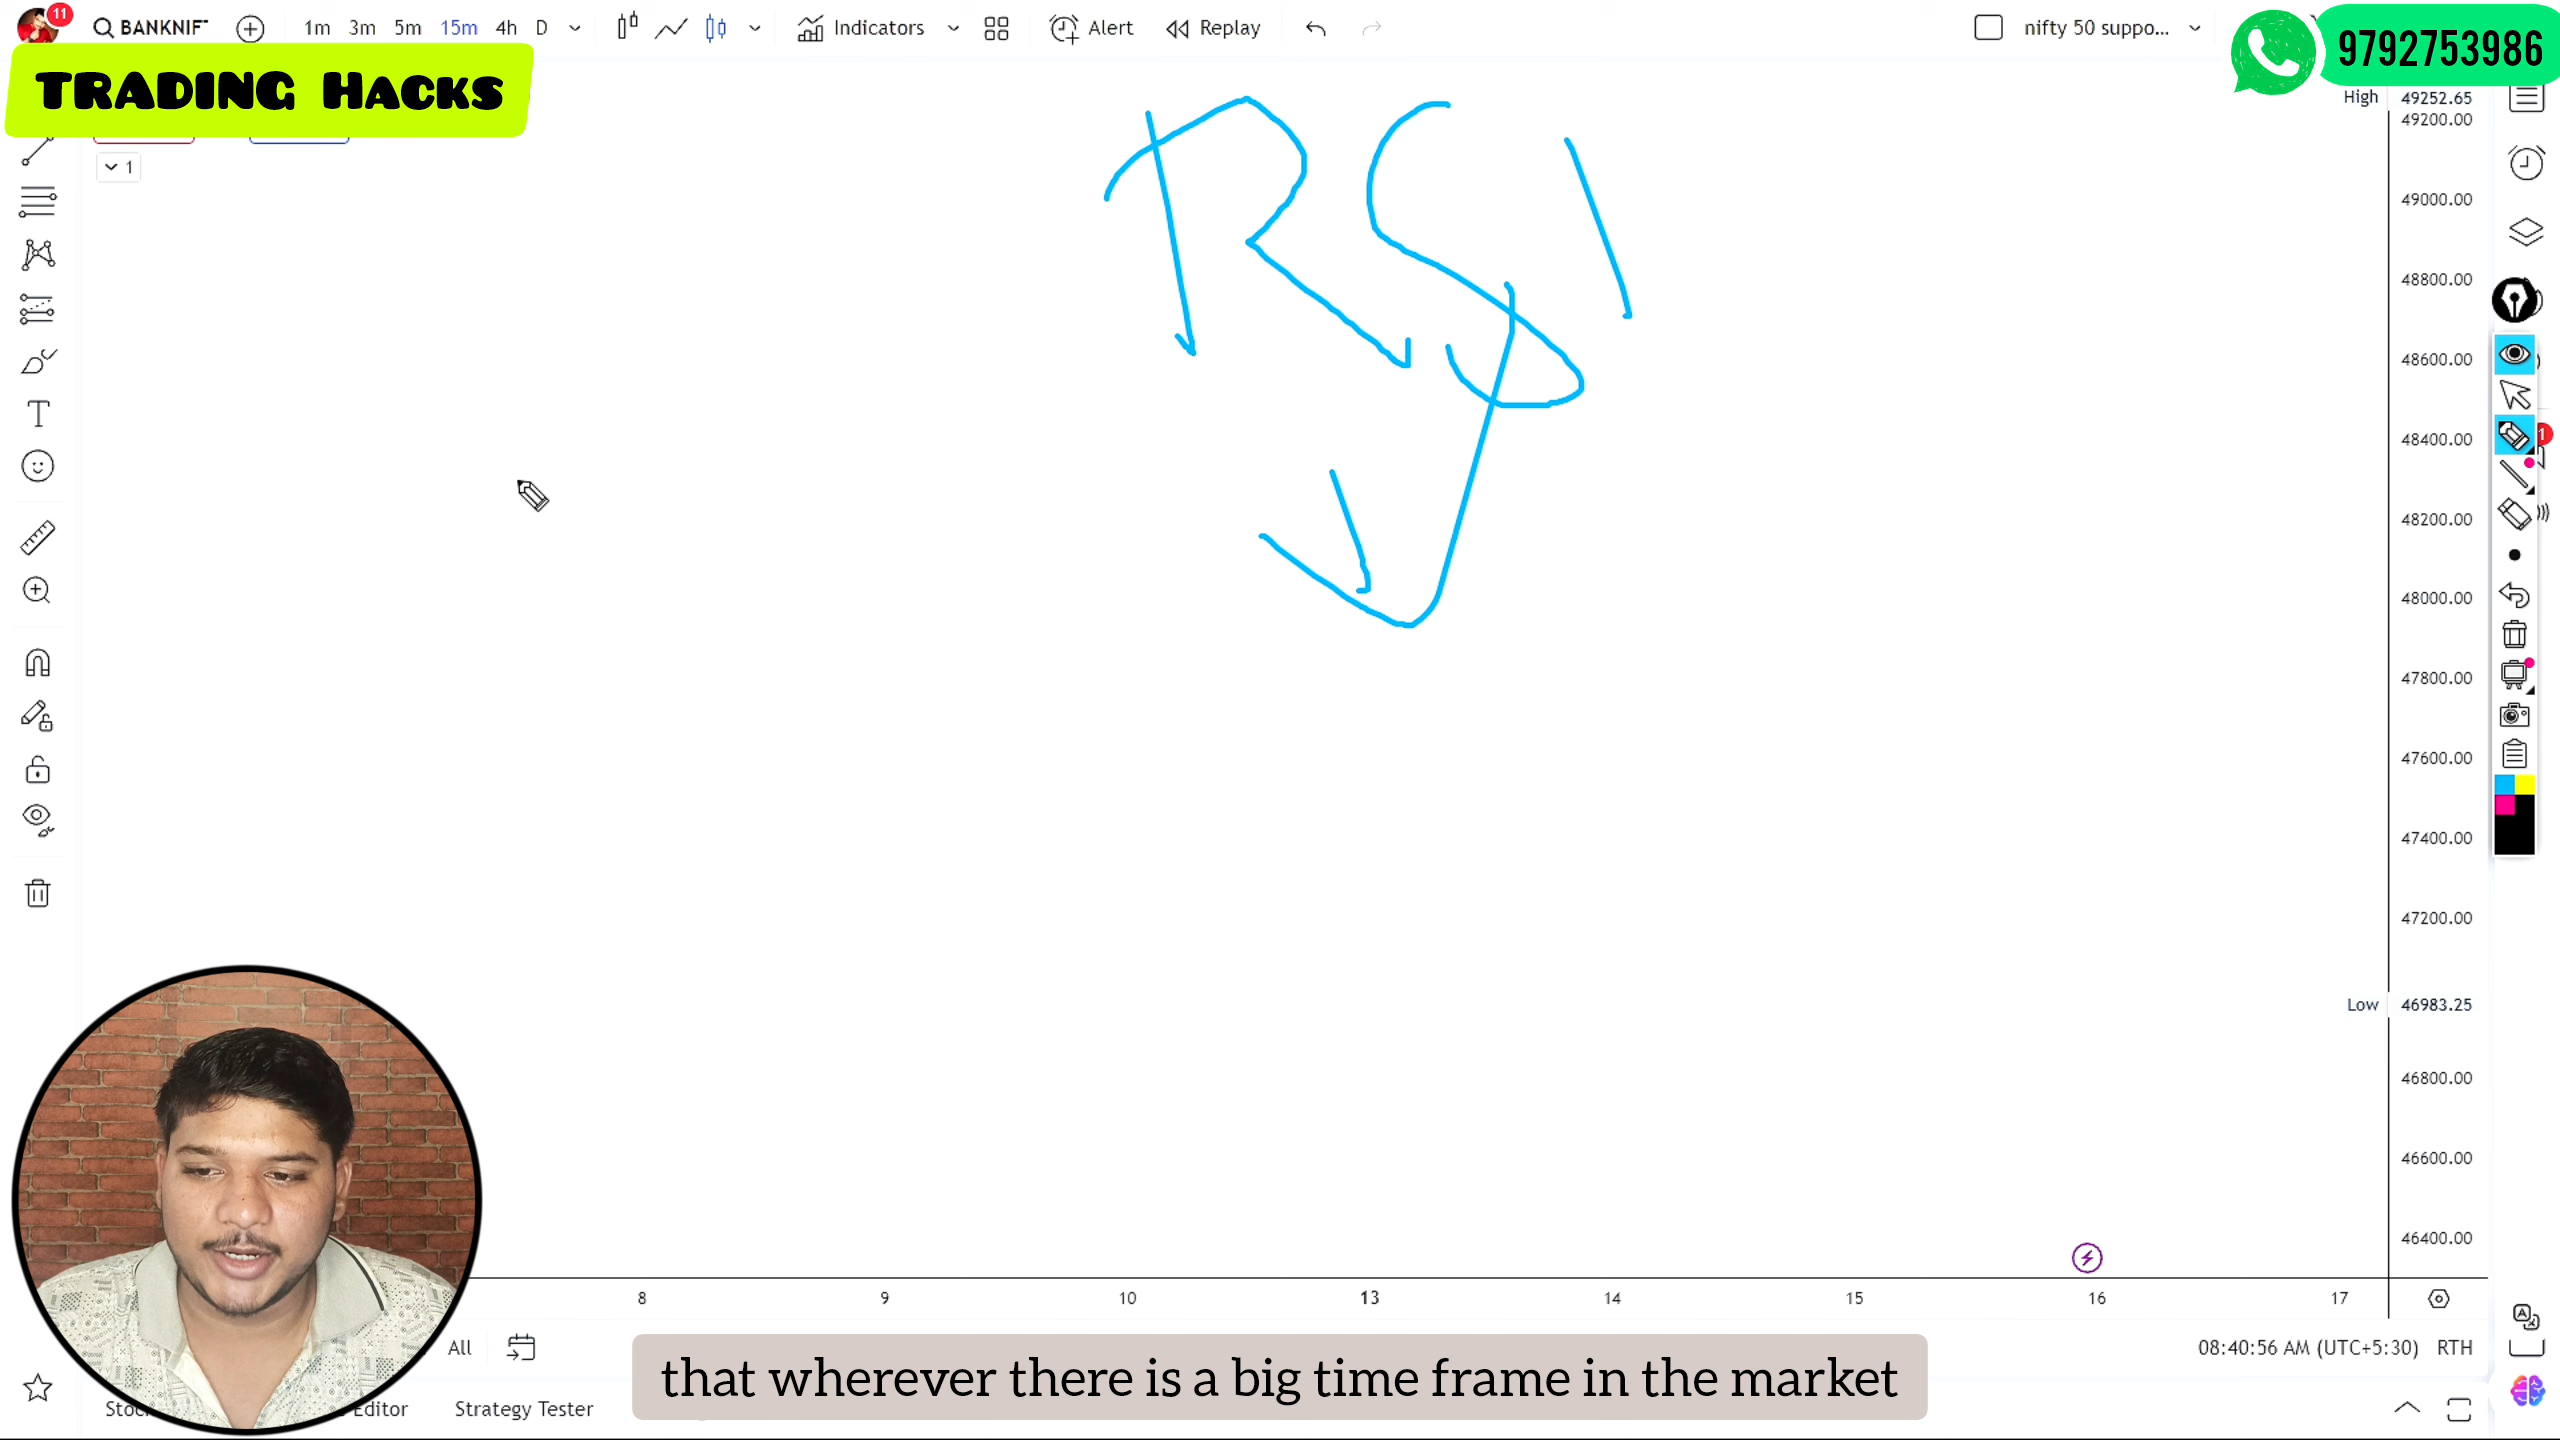 11
BANKNIF
1m 3m 5m 15m 4h D
Indicators
Alert
Replay
nifty 50 suppo...
9792753986
TRADING HACKS
1
RSI
High 49252.65
49200.00
49000.00
48800.00
48600.00
48400.00
48200.00
48000.00
47800.00
47600.00
47400.00
47200.00
Low 46983.25
46800.00
46600.00
46400.00
1
8 9 10 13 14 15 16 17
All
08:40:56 AM (UTC+5:30) RTH
that wherever there is a big time frame in the market
Editor Strategy Tester